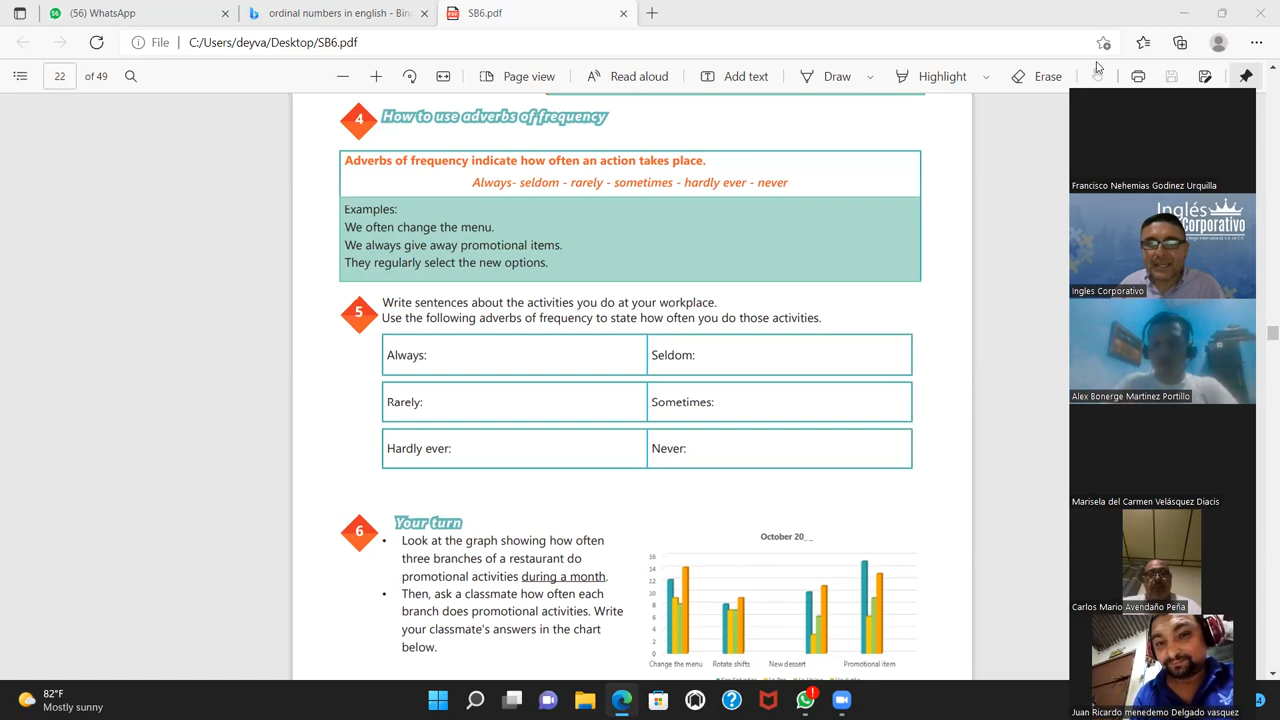 (56) WhatsApp
ordinal numbers in english - Bin
SB6.pdf
File
C:/Users/deyva/Desktop/SB6.pdf
22
of 49
Page view
Read aloud
Add text
Draw
Highlight
Erase
4
How to use adverbs of frequency
Adverbs of frequency indicate how often an action takes place.
Always- seldom - rarely - sometimes - hardly ever - never
Examples:
We often change the menu.
We always give away promotional items.
They regularly select the new options.
5
Write sentences about the activities you do at your workplace.
Use the following adverbs of frequency to state how often you do those activities.
Always:
Seldom:
Rarely:
Sometimes:
Hardly ever:
Never:
6
Your turn
• Look at the graph showing how often
three branches of a restaurant do
promotional activities during a month.
• Then, ask a classmate how often each
branch does promotional activities. Write
your classmate's answers in the chart
below.
October 20__
16
14
12
10
8
6
4
2
0
Change the menu
Rotate shifts
New dessert
Promotional item
Francisco Nehemias Godinez Urquilla
Inglés
Corporativo
Ingles Corporativo
Alex Bonerge Martinez Portillo
Marisela del Carmen Velásquez Diacis
Carlos Mario Avendaño Peña
Juan Ricardo menedemo Delgado vasquez
82°F
Mostly sunny